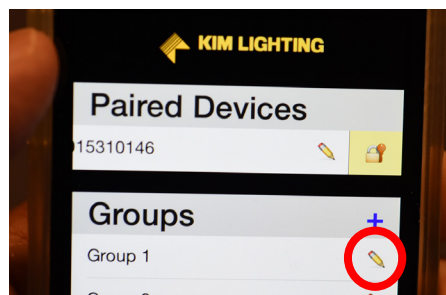 KIM LIGHTING
Paired Devices
15310146
Groups
+
Group 1